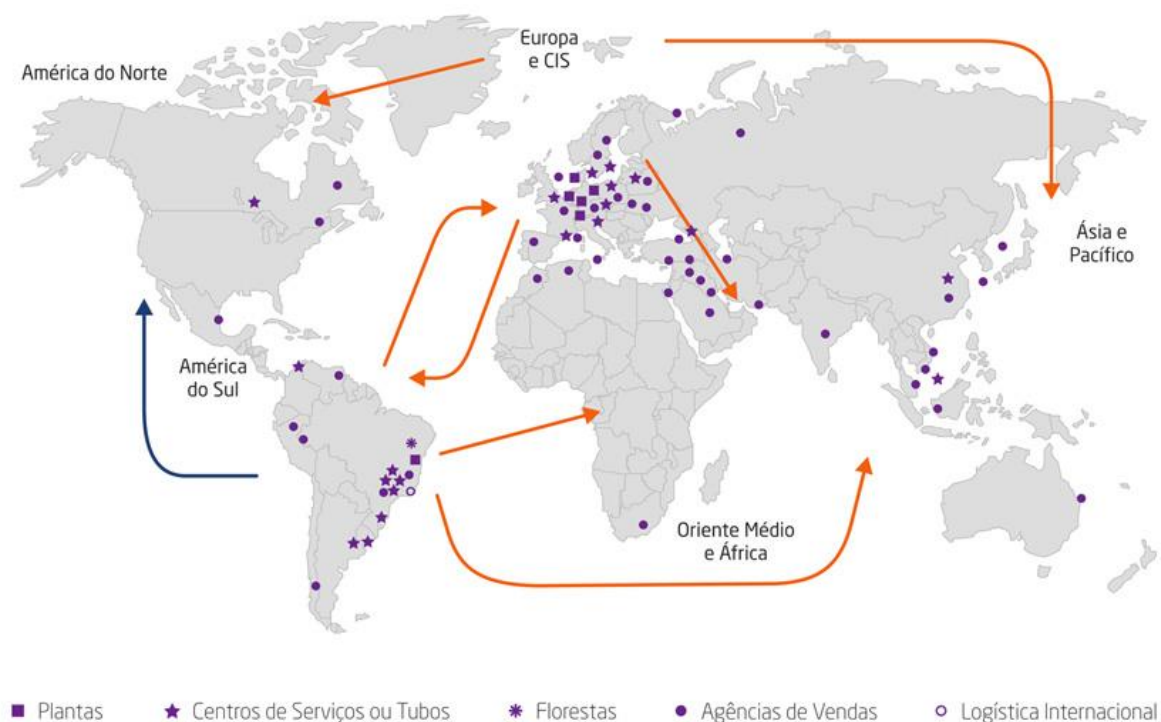 Europa
e CIS
América do Norte
Ásia e
Pacífico
América
do Sul
Oriente Médio
e África
Plantas
Centros de Serviços ou Tubos
Florestas
Agências de Vendas
Logística Internacional